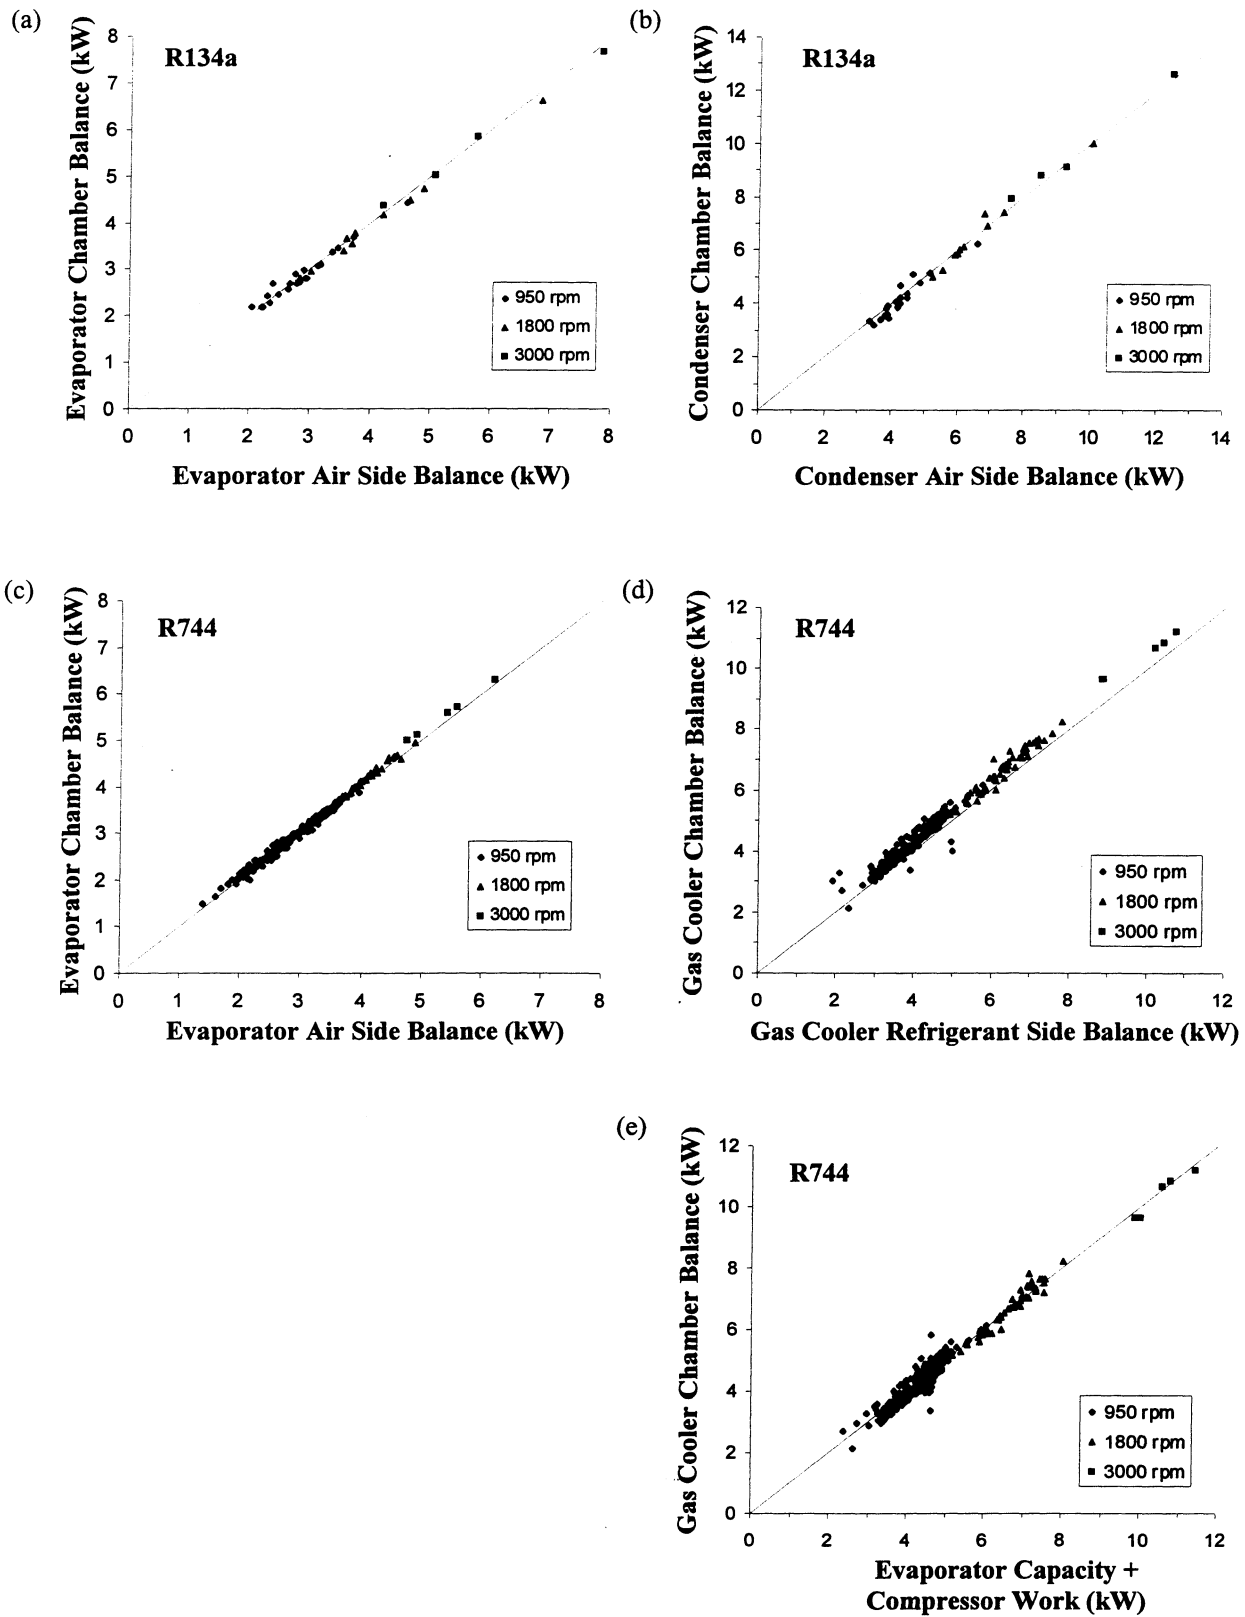 (a)
Evaporator Chamber Balance (kW)
8
7
6
5
4
3
2
1
0
R134a
950 rpm
1800 rpm
3000 rpm
0 1 2 3 4 5 6 7 8
Evaporator Air Side Balance (kW)
(b)
Condenser Chamber Balance (kW)
14
12
10
8
6
4
2
0
R134a
950 rpm
1800 rpm
3000 rpm
0 2 4 6 8 10 12 14
Condenser Air Side Balance (kW)
(c)
Evaporator Chamber Balance (kW)
8
7
6
5
4
3
2
1
0
R744
950 rpm
1800 rpm
3000 rpm
0 1 2 3 4 5 6 7 8
Evaporator Air Side Balance (kW)
(d)
Gas Cooler Chamber Balance (kW)
12
10
8
6
4
2
0
R744
950 rpm
1800 rpm
3000 rpm
0 2 4 6 8 10 12
Gas Cooler Refrigerant Side Balance (kW)
(e)
Gas Cooler Chamber Balance (kW)
12
10
8
6
4
2
0
R744
950 rpm
1800 rpm
3000 rpm
0 2 4 6 8 10 12
Evaporator Capacity +
Compressor Work (kW)